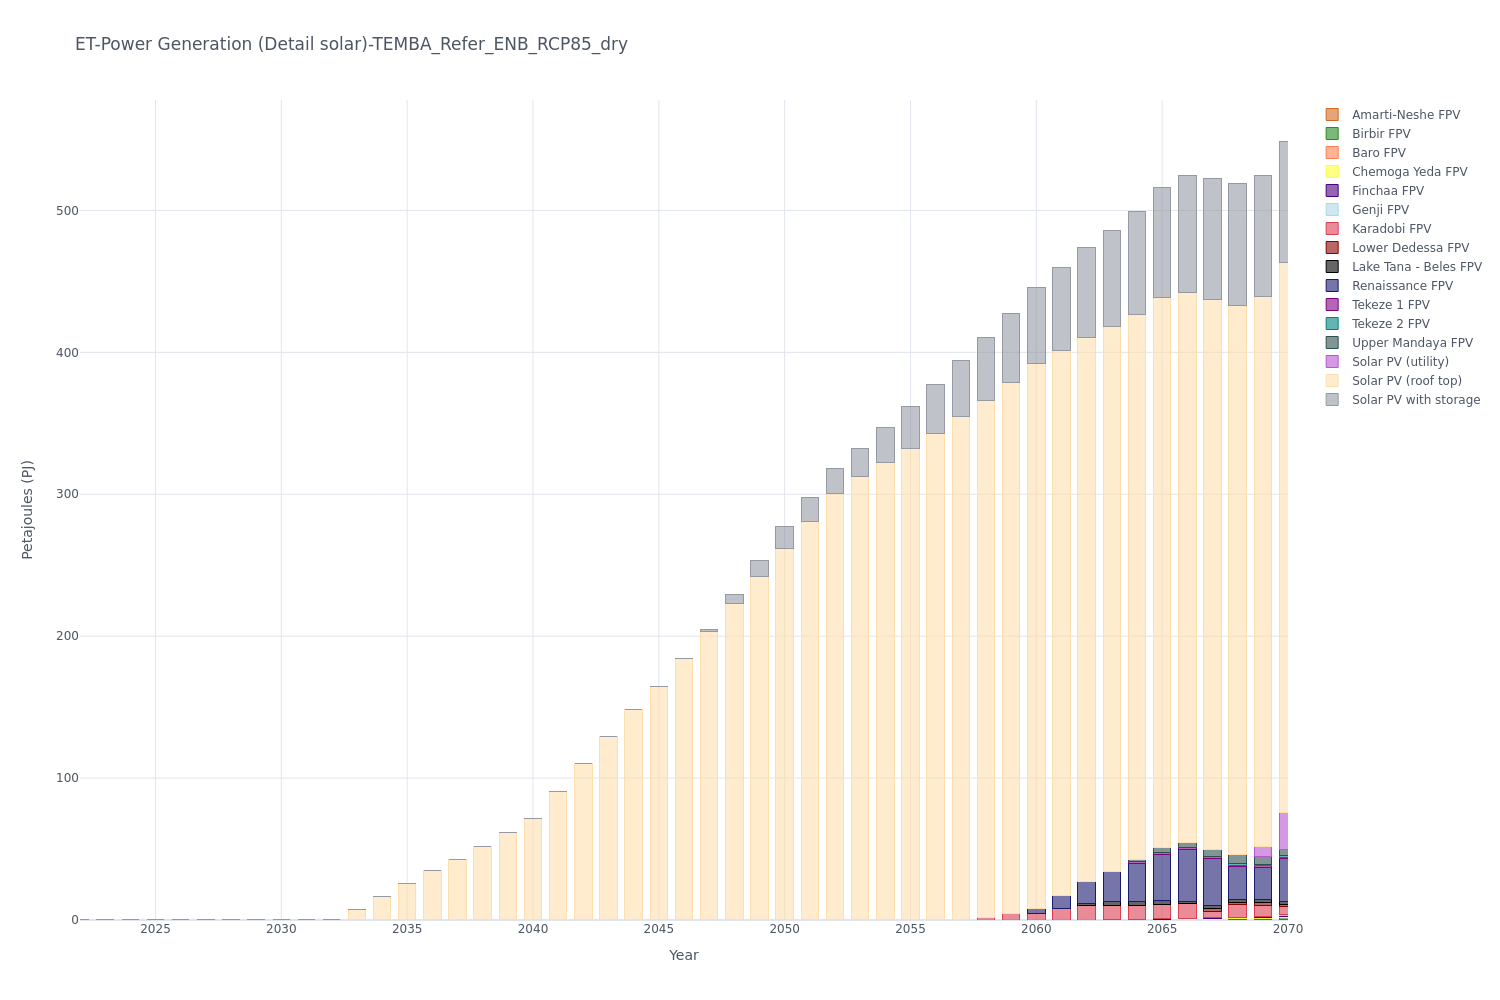 ET-Power Generation (Detail solar)-TEMBA_Refer_ENB_RCP85_dry
Amarti-Neshe FPV
Birbir FPV
Baro FPV
Chemoga Yeda FPV
Finchaa FPV
Genji FPV
Karadobi FPV
Lower Dedessa FPV
Lake Tana - Beles FPV
Renaissance FPV
Tekeze 1 FPV
Tekeze 2 FPV
Upper Mandaya FPV
Solar PV (utility)
Solar PV (roof top)
Solar PV with storage
Petajoules (PJ)
500
400
300
200
100
0
2025 2030 2035 2040 2045 2050 2055 2060 2065 2070
Year